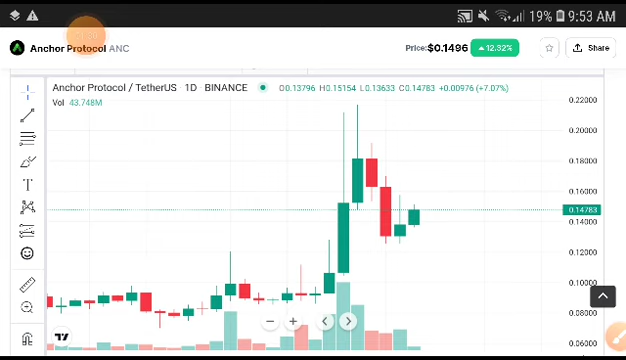 19% 9:53 AM
Anchor Protocol ANC Price:$0.1496 ▲12.32% Share
Anchor Protocol / TetherUS · 1D · BINANCE O0.13796 H0.15154 L0.13633 C0.14783 +0.00976 (+7.07%)
Vol 43.748M
0.22000
0.20000
0.18000
0.16000
0.14783
0.14000
0.12000
0.10000
0.08000
0.06000